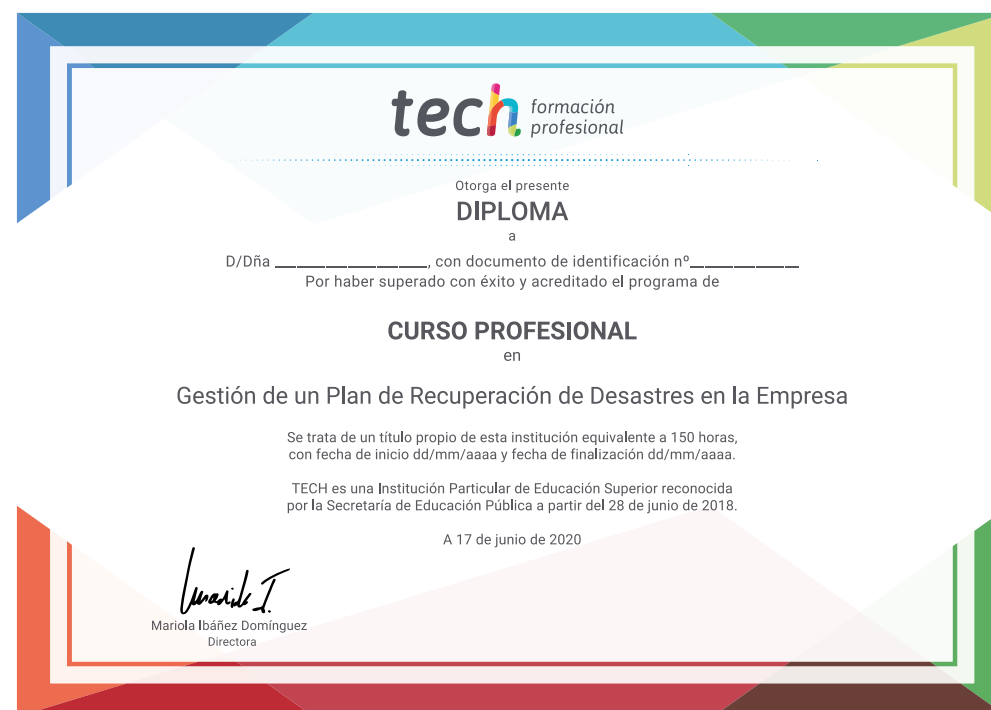 tech formación
profesional
Otorga el presente
DIPLOMA
a
D/Dña ______________, con documento de identificación nº__________
Por haber superado con éxito y acreditado el programa de
CURSO PROFESIONAL
en
Gestión de un Plan de Recuperación de Desastres en la Empresa
Se trata de un título propio de esta institución equivalente a 150 horas,
con fecha de inicio dd/mm/aaaa y fecha de finalización dd/mm/aaaa.
TECH es una Institución Particular de Educación Superior reconocida
por la Secretaría de Educación Pública a partir del 28 de junio de 2018.
A 17 de junio de 2020
Mariola Ibáñez Domínguez
Directora